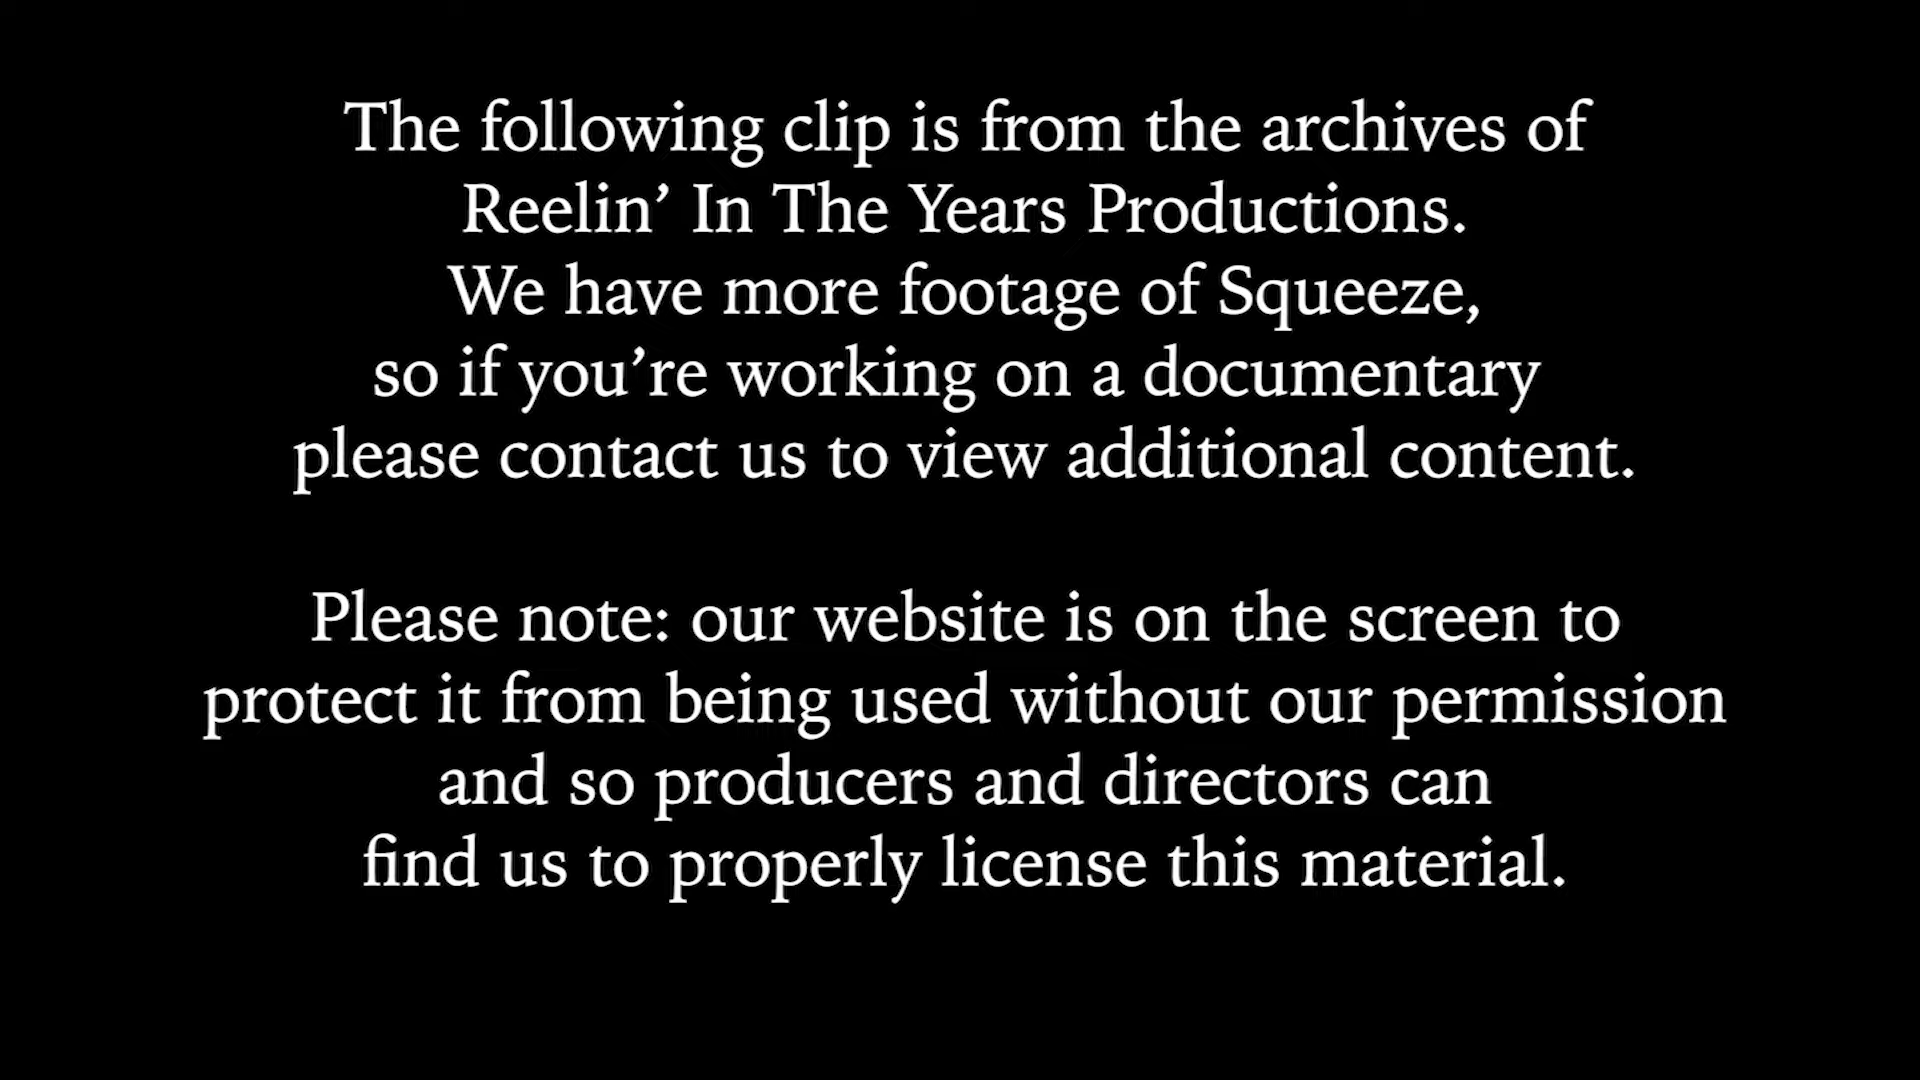 The following clip is from the archives of
Reelin’ In The Years Productions.
We have more footage of Squeeze,
so if you’re working on a documentary
please contact us to view additional content.
Please note: our website is on the screen to
protect it from being used without our permission
and so producers and directors can
find us to properly license this material.